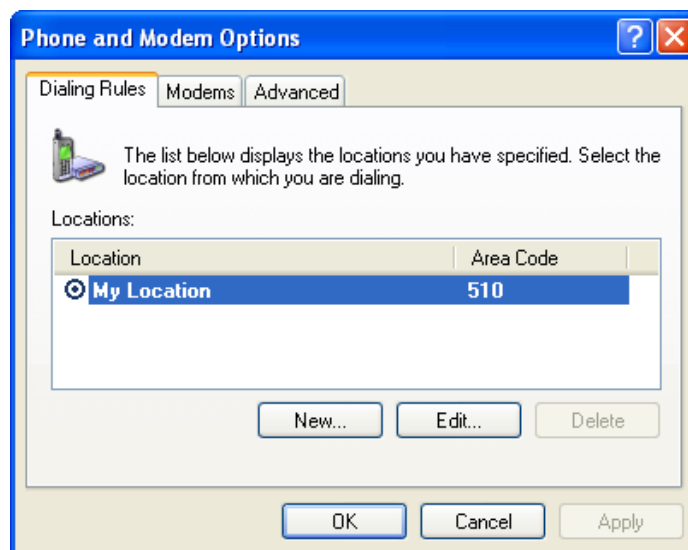 Phone and Modem Options
Dialing Rules Modems Advanced
The list below displays the locations you have specified. Select the
location from which you are dialing.
Locations:
Location Area Code
My Location 510
New... Edit... Delete
OK Cancel Apply